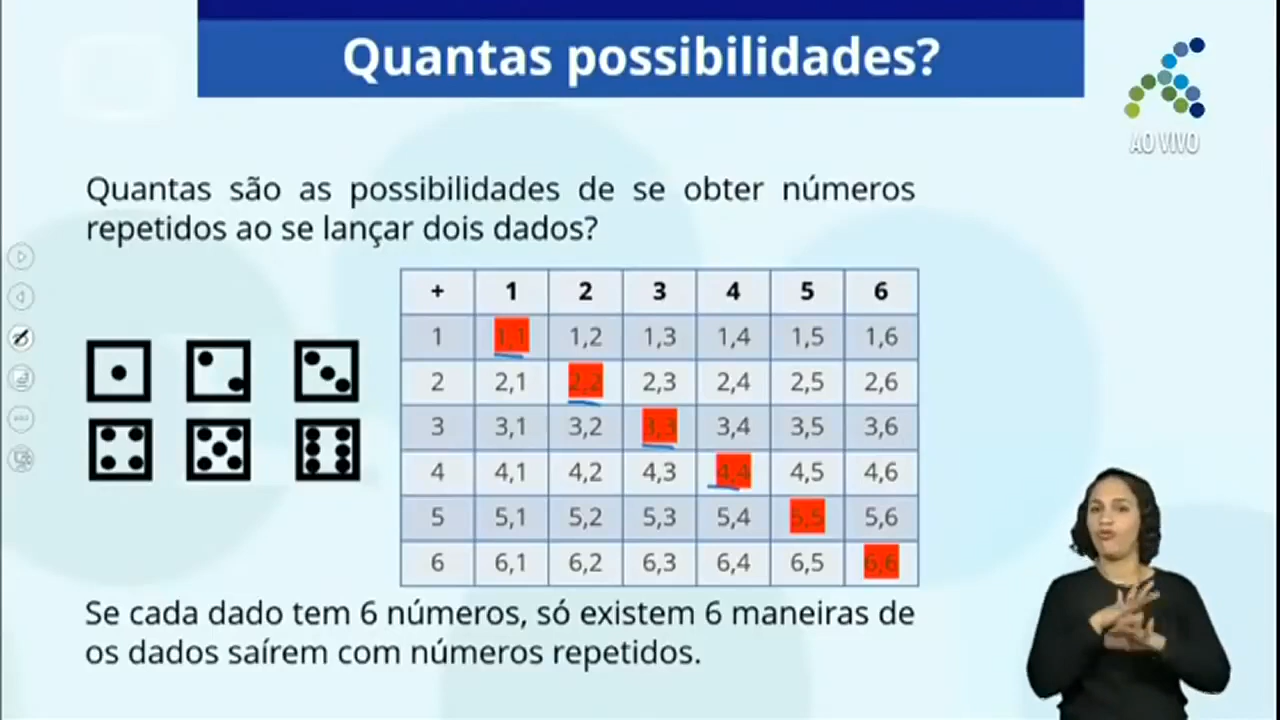 Quantas possibilidades?
AO VIVO
Quantas são as possibilidades de se obter números
repetidos ao se lançar dois dados?
+ 1 2 3 4 5 6
1 1,1 1,2 1,3 1,4 1,5 1,6
2 2,1 2,2 2,3 2,4 2,5 2,6
3 3,1 3,2 3,3 3,4 3,5 3,6
4 4,1 4,2 4,3 4,4 4,5 4,6
5 5,1 5,2 5,3 5,4 5,5 5,6
6 6,1 6,2 6,3 6,4 6,5 6,6
Se cada dado tem 6 números, só existem 6 maneiras de
os dados saírem com números repetidos.